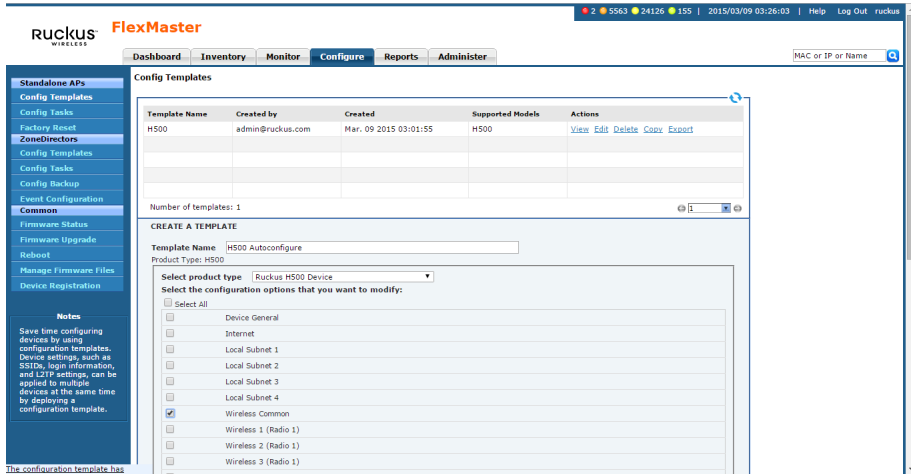 2 5563 24126 155 | 2015/03/09 03:26:03 | Help Log Out ruckus
Ruckus WIRELESS FlexMaster
Dashboard Inventory Monitor Configure Reports Administer
MAC or IP or Name
Standalone APs
Config Templates
Config Tasks
Factory Reset
ZoneDirectors
Config Templates
Config Tasks
Config Backup
Event Configuration
Common
Firmware Status
Firmware Upgrade
Reboot
Manage Firmware Files
Device Registration
Notes
Save time configuring
devices by using
configuration templates.
Device settings, such as
SSIDs, login information,
and L2TP settings, can be
applied to multiple
devices at the same time
by deploying a
configuration template.
The configuration template has
Config Templates
Template Name Created by Created Supported Models Actions
H500 admin@ruckus.com Mar. 09 2015 03:01:55 H500 View Edit Delete Copy Export
Number of templates: 1 1
CREATE A TEMPLATE
Template Name H500 Autoconfigure
Product Type: H500
Select product type Ruckus H500 Device
Select the configuration options that you want to modify:
Select All
Device General
Internet
Local Subnet 1
Local Subnet 2
Local Subnet 3
Local Subnet 4
Wireless Common
Wireless 1 (Radio 1)
Wireless 2 (Radio 1)
Wireless 3 (Radio 1)